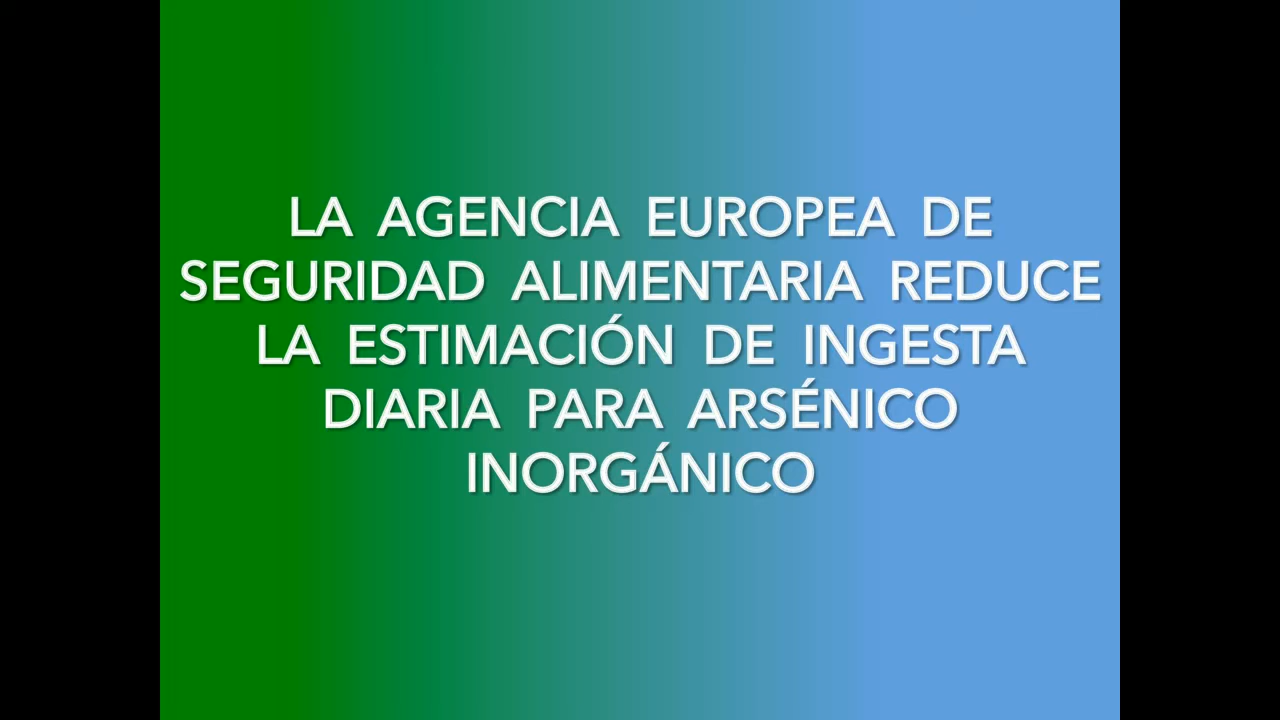 LA AGENCIA EUROPEA DE
SEGURIDAD ALIMENTARIA REDUCE
LA ESTIMACIÓN DE INGESTA
DIARIA PARA ARSÉNICO
INORGÁNICO